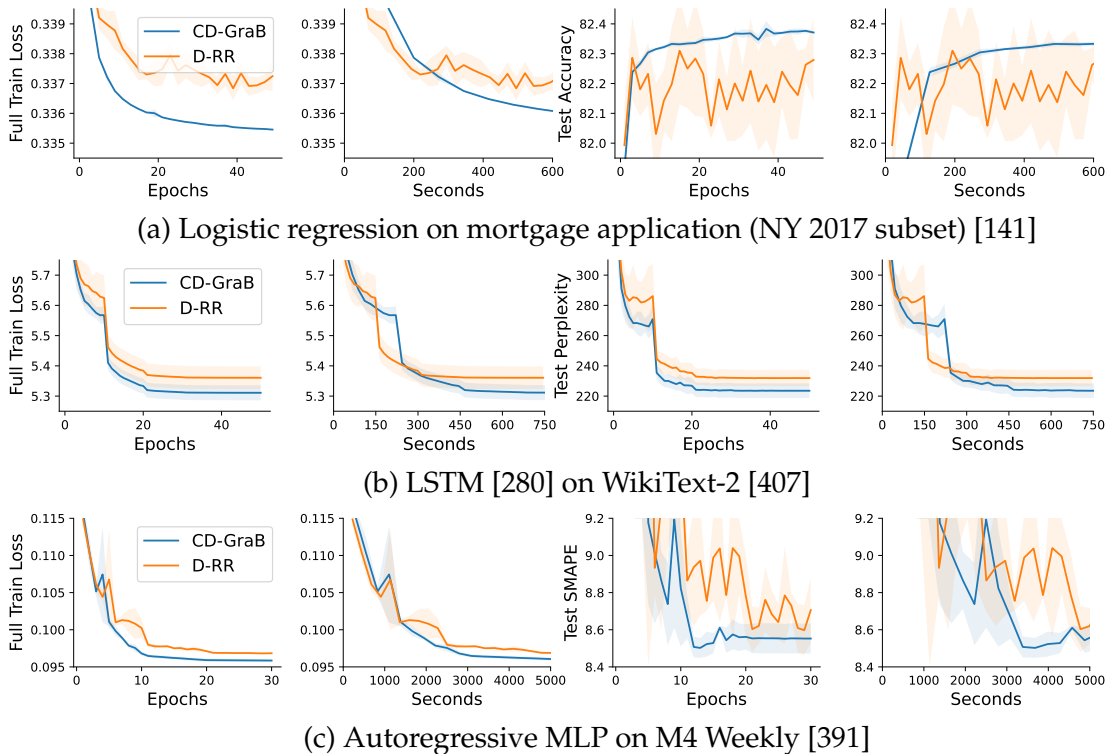 Full Train Loss
0.339
0.338
0.337
0.336
0.335
CD-GraB
D-RR
0 20 40
Epochs
0.339
0.338
0.337
0.336
0.335
0 200 400 600
Seconds
Test Accuracy
82.4
82.3
82.2
82.1
82.0
0 20 40
Epochs
82.4
82.3
82.2
82.1
82.0
0 200 400 600
Seconds
(a) Logistic regression on mortgage application (NY 2017 subset) [141]
Full Train Loss
5.7
5.6
5.5
5.4
5.3
CD-GraB
D-RR
0 20 40
Epochs
5.7
5.6
5.5
5.4
5.3
0 150 300 450 600 750
Seconds
Test Perplexity
300
280
260
240
220
0 20 40
Epochs
300
280
260
240
220
0 150 300 450 600 750
Seconds
(b) LSTM [280] on WikiText-2 [407]
Full Train Loss
0.115
0.110
0.105
0.100
0.095
CD-GraB
D-RR
0 10 20 30
Epochs
0.115
0.110
0.105
0.100
0.095
0 1000 2000 3000 4000 5000
Seconds
Test SMAPE
9.2
9.0
8.8
8.6
8.4
0 10 20 30
Epochs
9.2
9.0
8.8
8.6
8.4
0 1000 2000 3000 4000 5000
Seconds
(c) Autoregressive MLP on M4 Weekly [391]